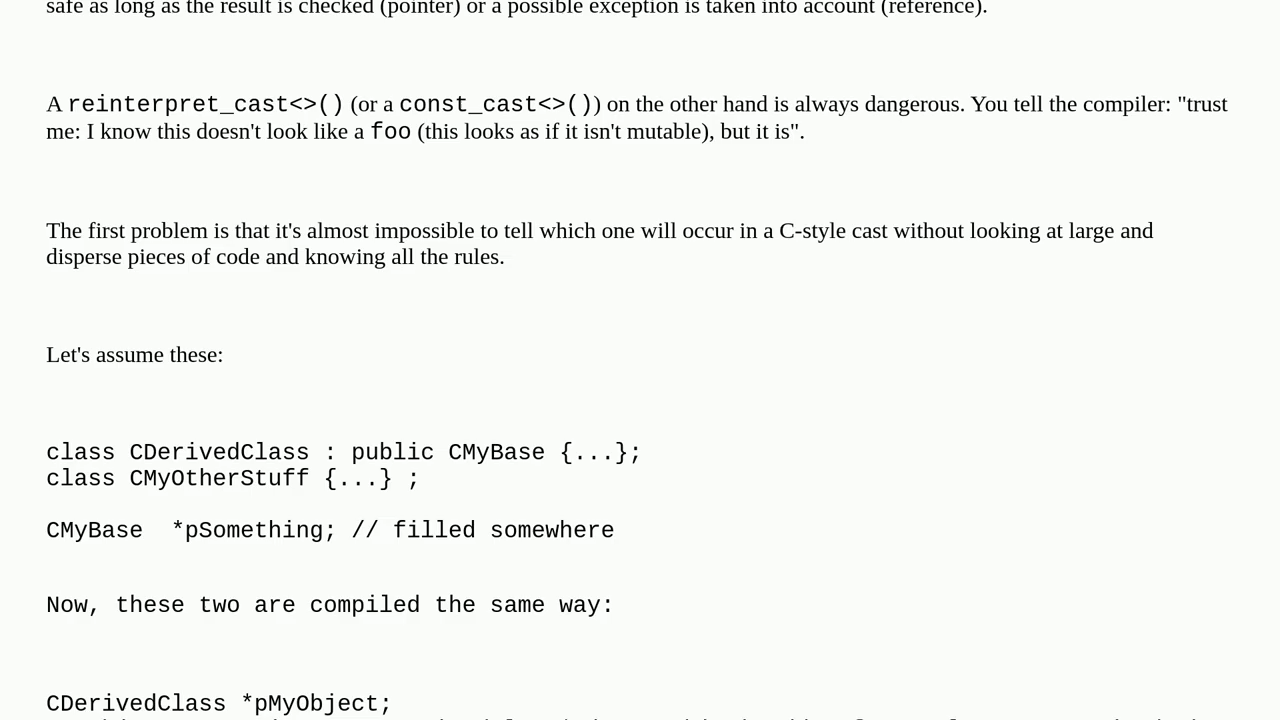 safe as long as the result is checked (pointer) or a possible exception is taken into account (reference).
A reinterpret_cast<>() (or a const_cast<>()) on the other hand is always dangerous. You tell the compiler: "trust
me: I know this doesn't look like a foo (this looks as if it isn't mutable), but it is".
The first problem is that it's almost impossible to tell which one will occur in a C-style cast without looking at large and
disperse pieces of code and knowing all the rules.
Let's assume these:
class CDerivedClass : public CMyBase {...};
class CMyOtherStuff {...} ;
CMyBase  *pSomething; // filled somewhere
Now, these two are compiled the same way:
CDerivedClass *pMyObject;